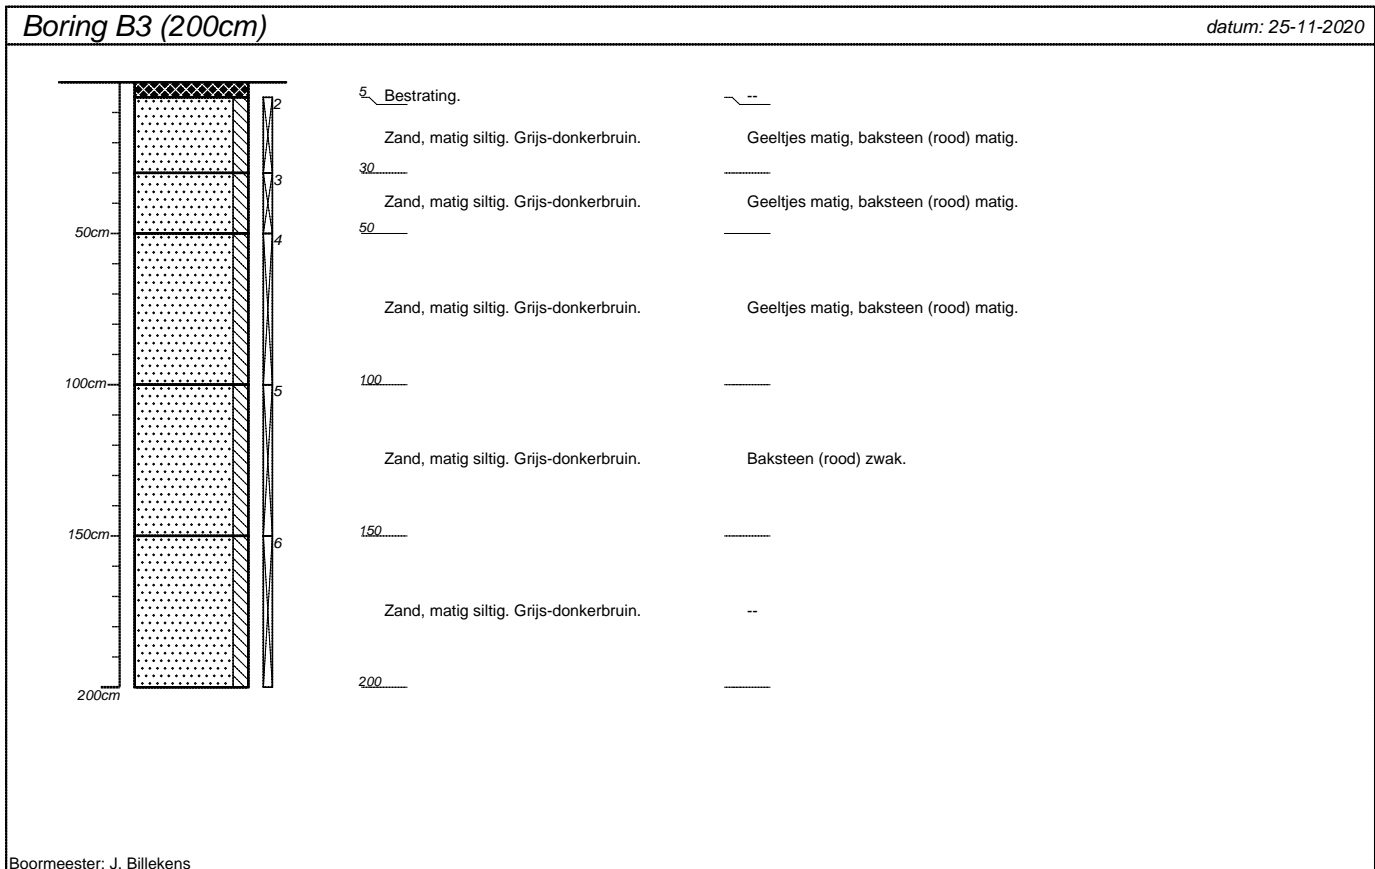 Boring B3 (200cm) datum: 25-11-2020
5 Bestrating. --
2
Zand, matig siltig. Grijs-donkerbruin. Geeltjes matig, baksteen (rood) matig.
30
3
Zand, matig siltig. Grijs-donkerbruin. Geeltjes matig, baksteen (rood) matig.
50cm 50
4
Zand, matig siltig. Grijs-donkerbruin. Geeltjes matig, baksteen (rood) matig.
100cm 100
5
Zand, matig siltig. Grijs-donkerbruin. Baksteen (rood) zwak.
150cm 150
6
Zand, matig siltig. Grijs-donkerbruin. --
200cm 200
Boormeester: J. Billekens